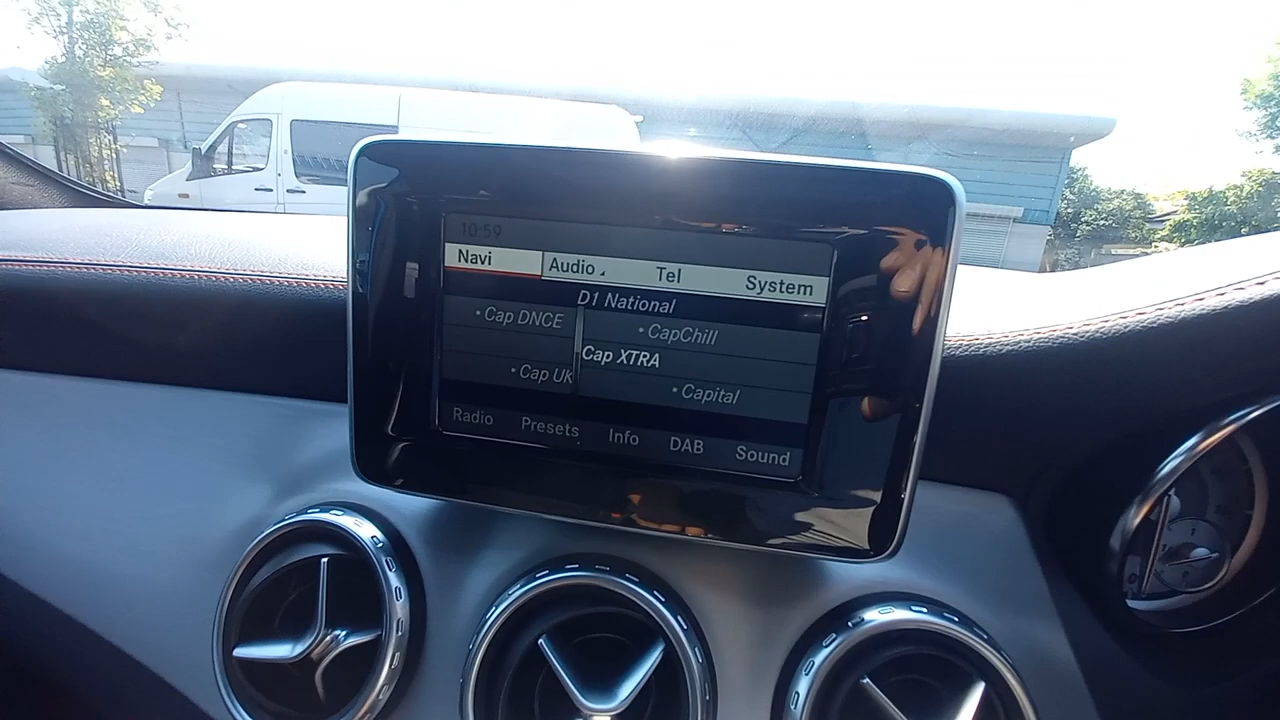 10:59
Navi Audio Tel System
D1 National
• Cap DNCE • CapChill
Cap XTRA
• Cap UK • Capital
Radio Presets Info DAB Sound